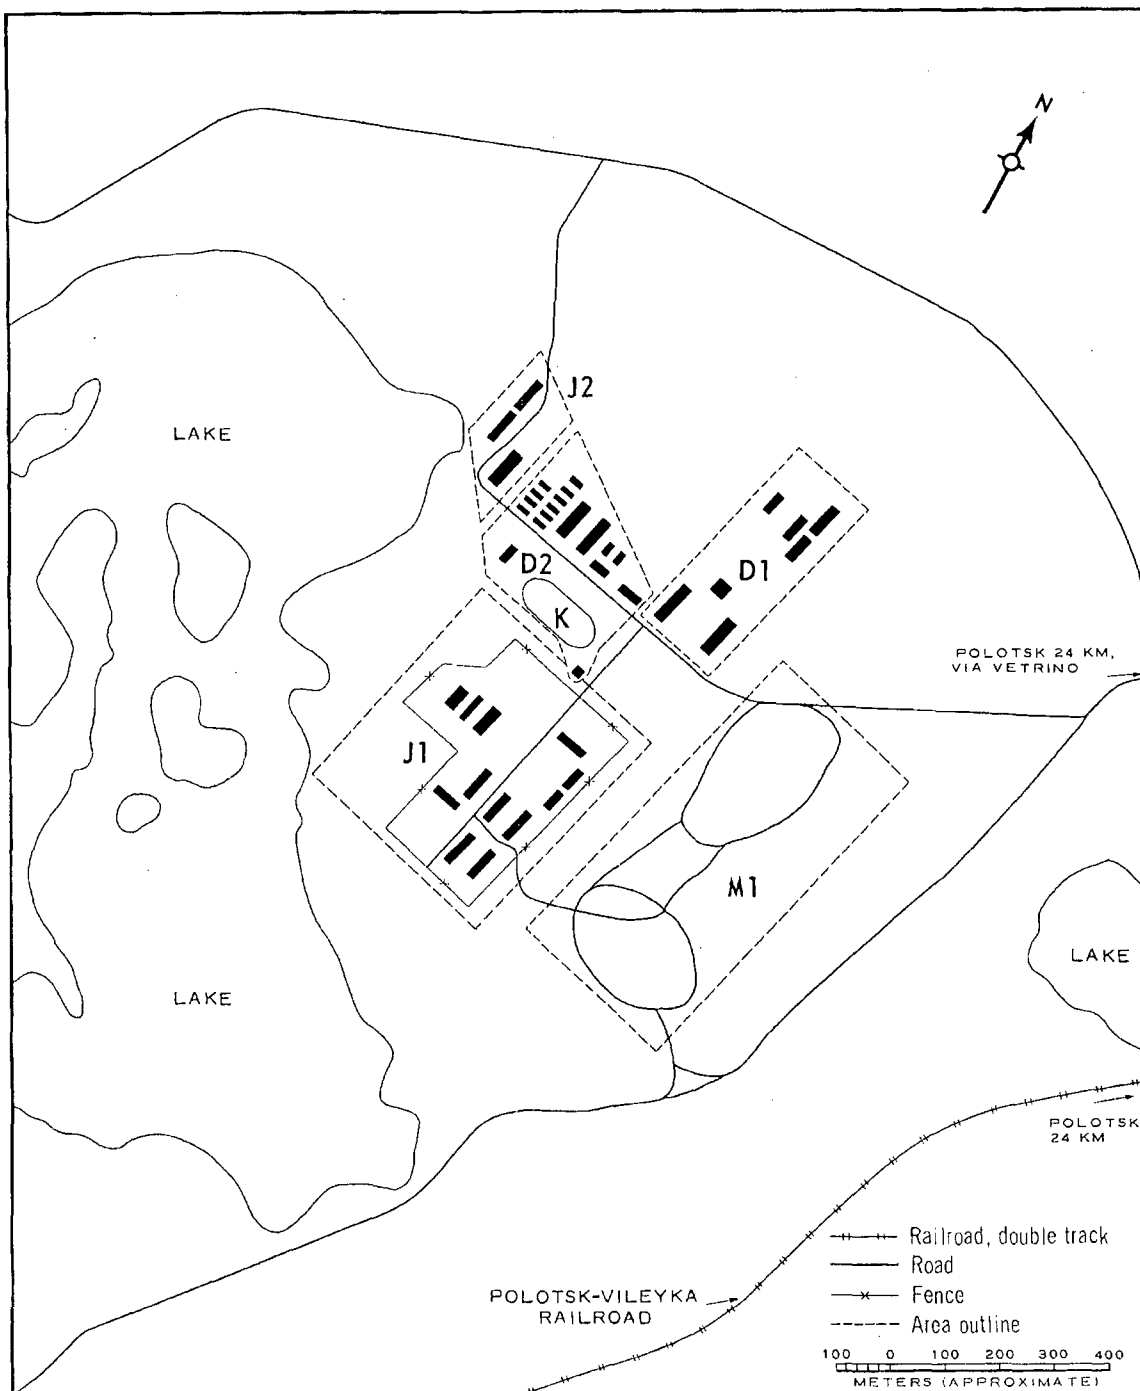 N
J2
LAKE
D1
D2
K
POLOTSK 24 KM,
VIA VETRINO
J1
M1
LAKE
LAKE
POLOTSK
24 KM
Railroad, double track
Road
POLOTSK-VILEYKA
RAILROAD
Fence
Area outline
100 0 100 200 300 400
METERS (APPROXIMATE)